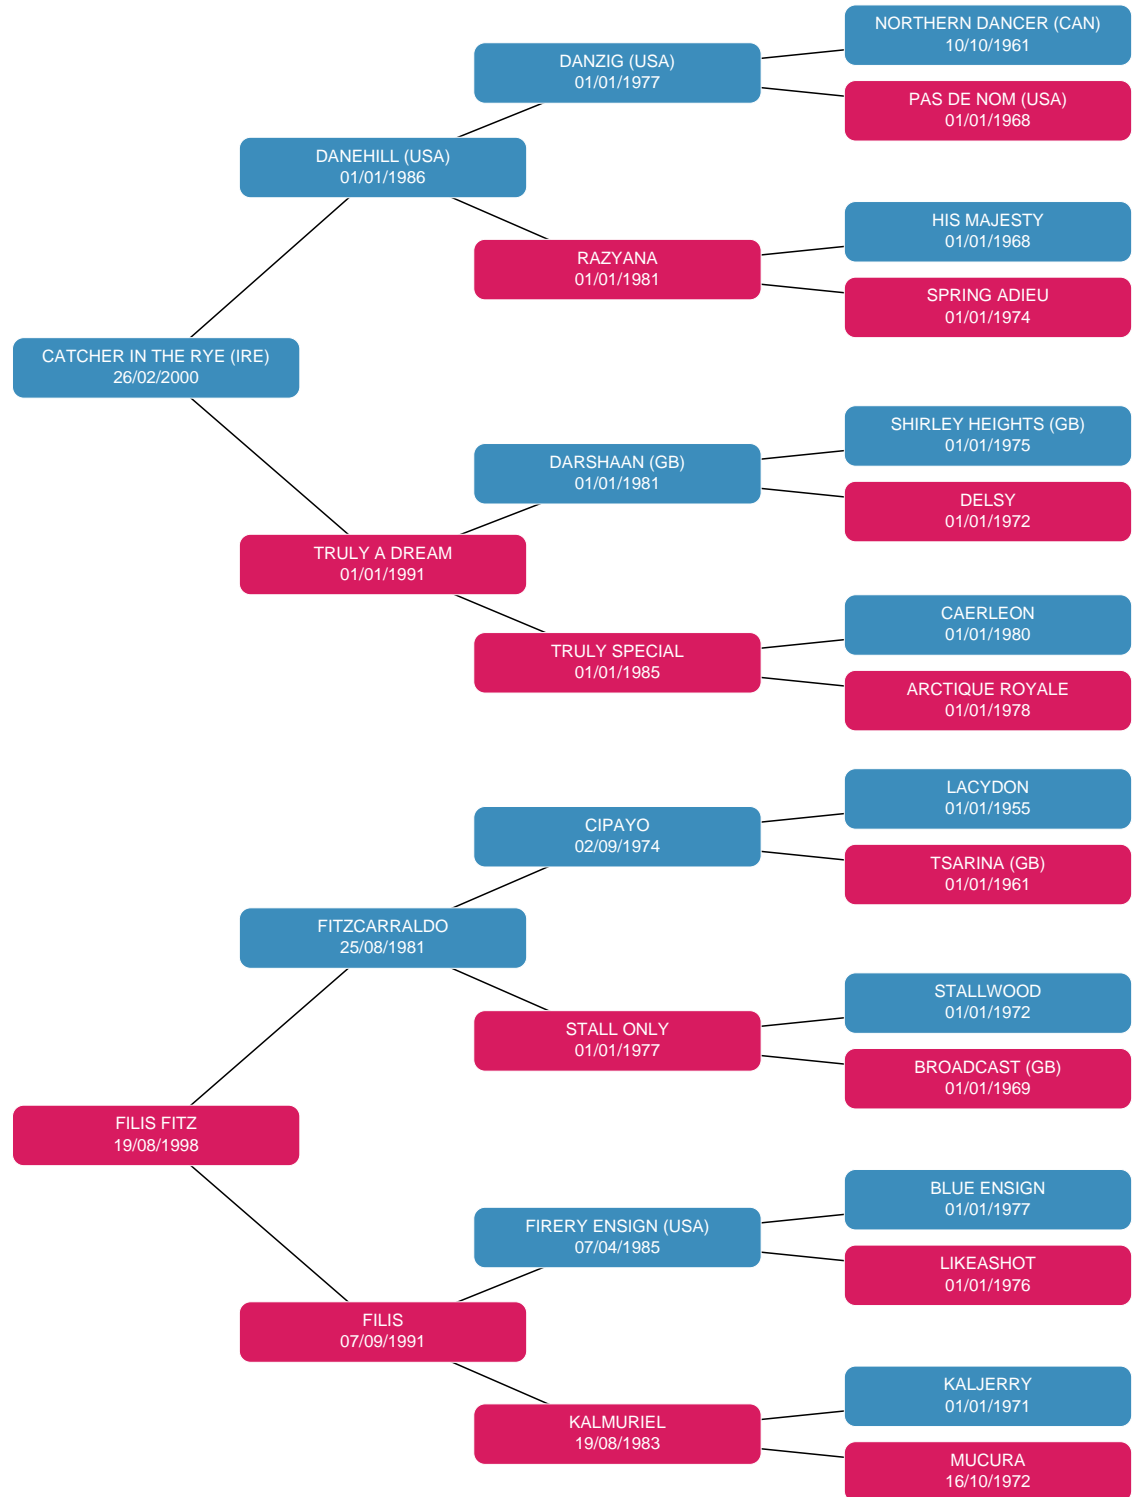 NORTHERN DANCER (CAN)
10/10/1961
DANZIG (USA)
01/01/1977
PAS DE NOM (USA)
01/01/1968
DANEHILL (USA)
01/01/1986
HIS MAJESTY
01/01/1968
RAZYANA
01/01/1981
SPRING ADIEU
01/01/1974
CATCHER IN THE RYE (IRE)
26/02/2000
SHIRLEY HEIGHTS (GB)
01/01/1975
DARSHAAN (GB)
01/01/1981
DELSY
01/01/1972
TRULY A DREAM
01/01/1991
CAERLEON
01/01/1980
TRULY SPECIAL
01/01/1985
ARCTIQUE ROYALE
01/01/1978
LACYDON
01/01/1955
CIPAYO
02/09/1974
TSARINA (GB)
01/01/1961
FITZCARRALDO
25/08/1981
STALLWOOD
01/01/1972
STALL ONLY
01/01/1977
BROADCAST (GB)
01/01/1969
FILIS FITZ
19/08/1998
BLUE ENSIGN
01/01/1977
FIRERY ENSIGN (USA)
07/04/1985
LIKEASHOT
01/01/1976
FILIS
07/09/1991
KALJERRY
01/01/1971
KALMURIEL
19/08/1983
MUCURA
16/10/1972